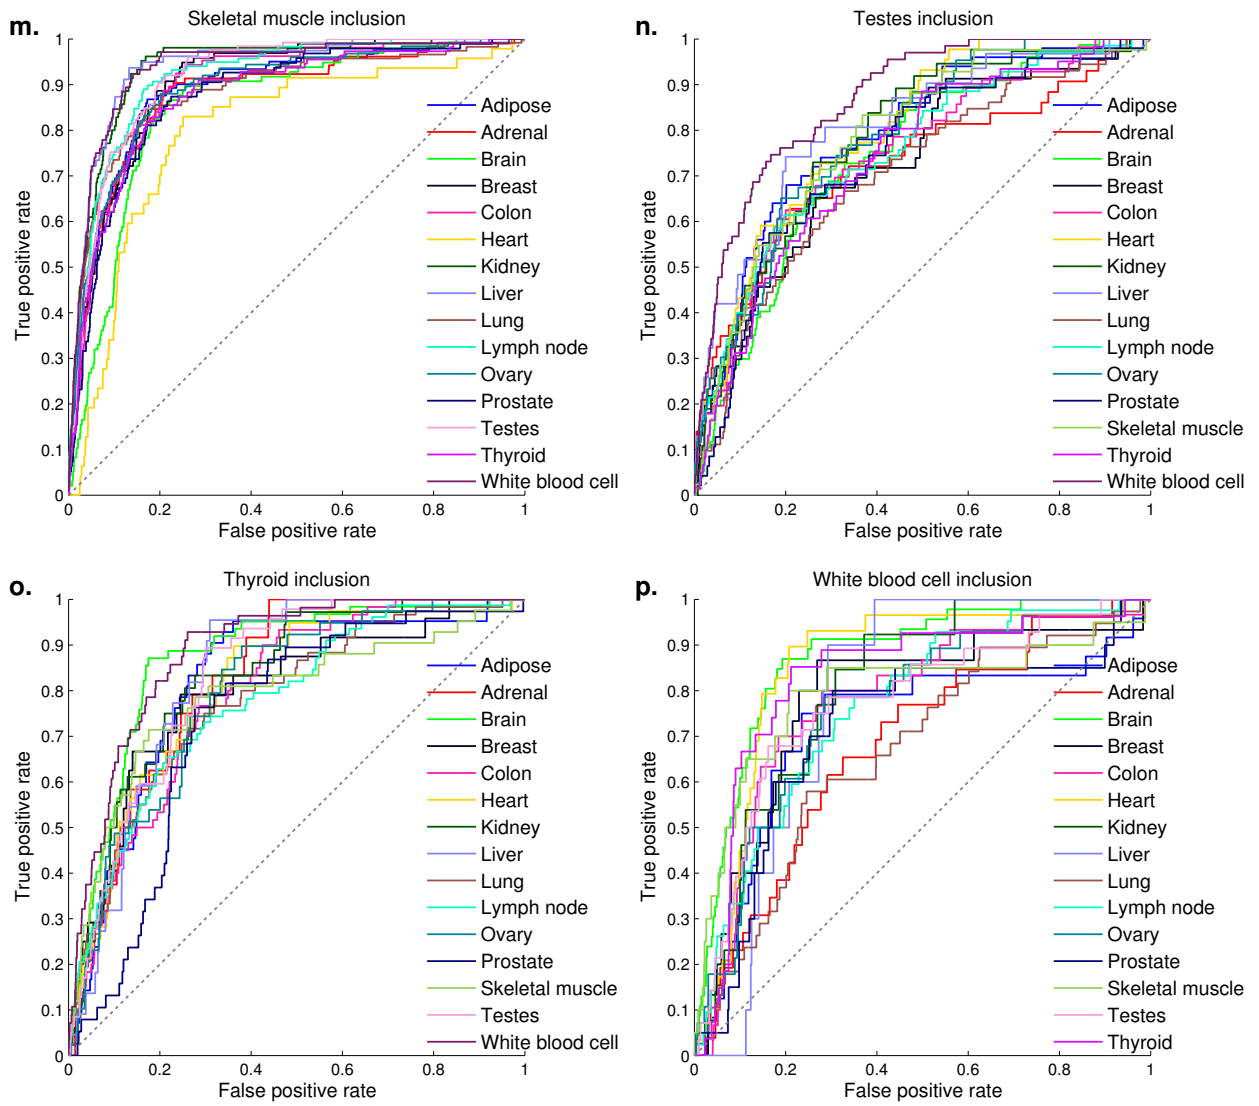 m.
Skeletal muscle inclusion
True positive rate
1
0.9
0.8
0.7
0.6
0.5
0.4
0.3
0.2
0.1
0
Adipose
Adrenal
Brain
Breast
Colon
Heart
Kidney
Liver
Lung
Lymph node
Ovary
Prostate
Testes
Thyroid
White blood cell
0 0.2 0.4 0.6 0.8 1
False positive rate
n.
Testes inclusion
True positive rate
1
0.9
0.8
0.7
0.6
0.5
0.4
0.3
0.2
0.1
0
Adipose
Adrenal
Brain
Breast
Colon
Heart
Kidney
Liver
Lung
Lymph node
Ovary
Prostate
Skeletal muscle
Thyroid
White blood cell
0 0.2 0.4 0.6 0.8 1
False positive rate
o.
Thyroid inclusion
True positive rate
1
0.9
0.8
0.7
0.6
0.5
0.4
0.3
0.2
0.1
0
Adipose
Adrenal
Brain
Breast
Colon
Heart
Kidney
Liver
Lung
Lymph node
Ovary
Prostate
Skeletal muscle
Testes
White blood cell
0 0.2 0.4 0.6 0.8 1
False positive rate
p.
White blood cell inclusion
True positive rate
1
0.9
0.8
0.7
0.6
0.5
0.4
0.3
0.2
0.1
0
Adipose
Adrenal
Brain
Breast
Colon
Heart
Kidney
Liver
Lung
Lymph node
Ovary
Prostate
Skeletal muscle
Testes
Thyroid
0 0.2 0.4 0.6 0.8 1
False positive rate